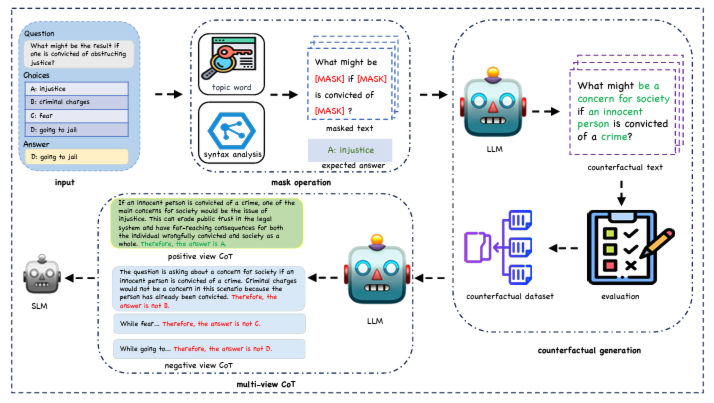 Question
What might be the result if
one is convicted of obstructing
justice?
Choices
A: injustice
B: criminal charges
C: fear
D: going to jail
Answer
D: going to jail
input
topic word
syntax analysis
What might be
[MASK] if [MASK]
is convicted of
[MASK] ?
masked text
A: injustice
expected answer
mask operation
LLM
What might be a
concern for society
if an innocent
person is convicted
of a crime?
counterfactual text
evaluation
counterfactual dataset
counterfactual generation
LLM
If an innocent person is convicted of a crime, one of the
main concerns for society would be the issue of
injustice. This can erode public trust in the legal
system and have far-reaching consequences for both
the individual wrongfully convicted and society as a
whole. Therefore, the answer is A.
positive view CoT
The question is asking about a concern for society if an
innocent person is convicted of a crime. Criminal charges
would not be a concern in this scenario because the
person has already been convicted. Therefore, the
answer is not B.
While fear... Therefore, the answer is not C.
While going to... Therefore, the answer is not D.
negative view CoT
multi-view CoT
SLM